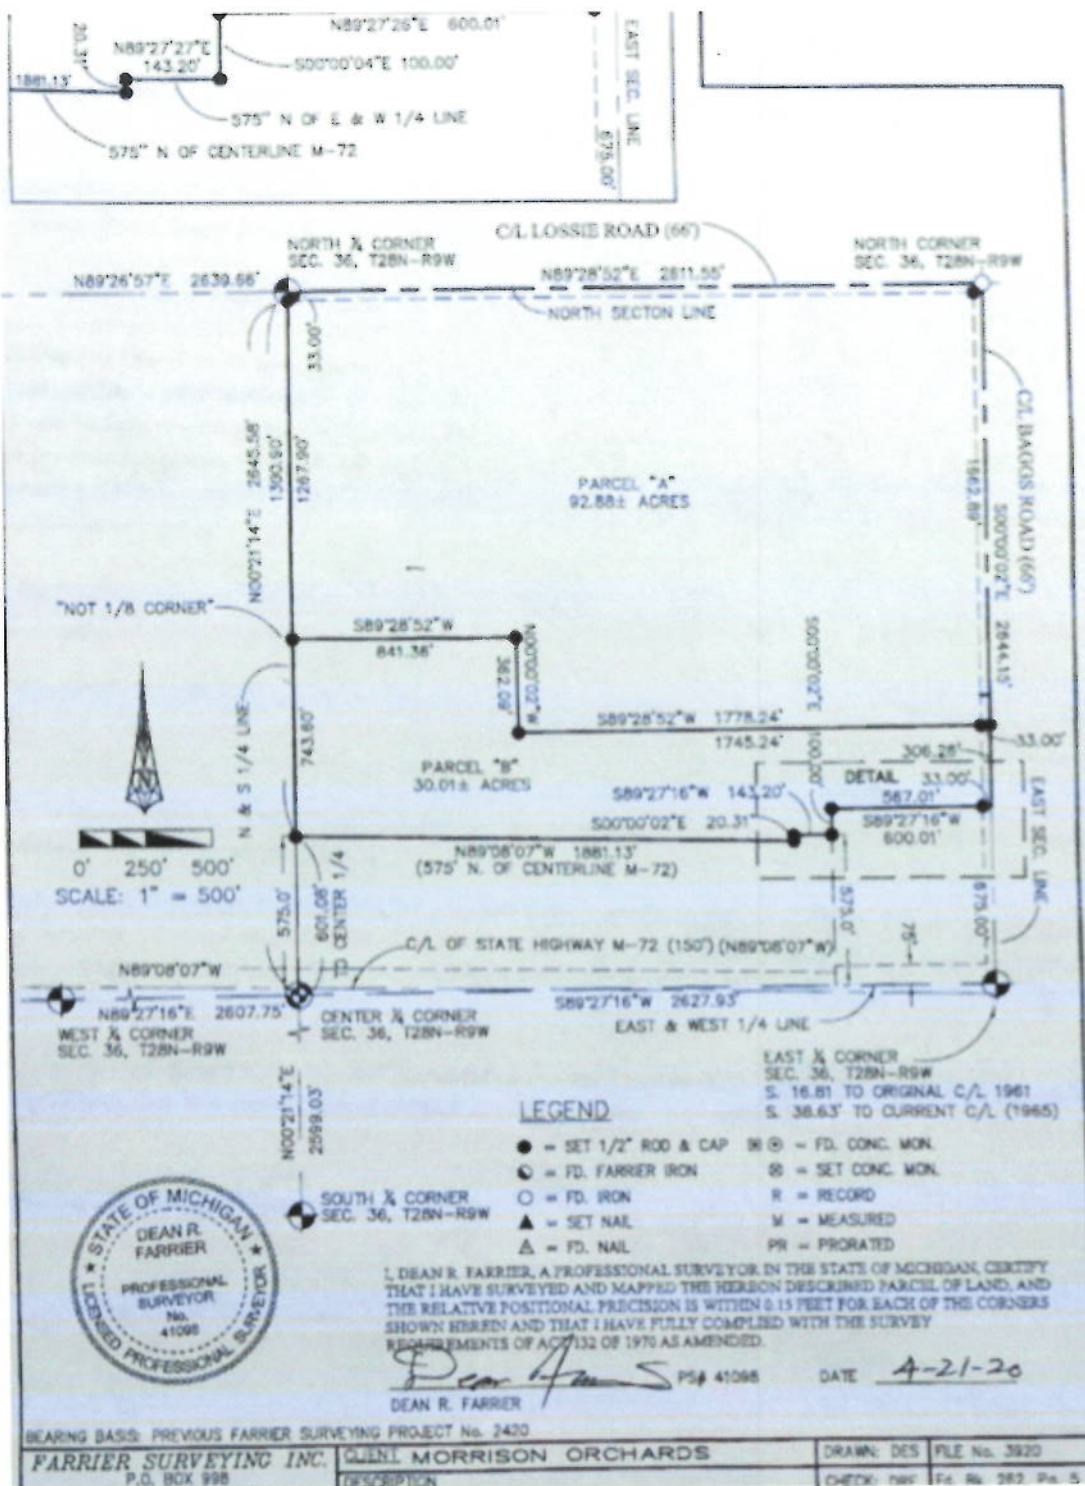 N89°27'26"E 600.01'
20.31'
N89°27'27"E
143.20'
S00°00'04"E 100.00'
1881.13'
575" N OF E & W 1/4 LINE
575" N OF CENTERLINE M-72
EAST SEC. LINE
675.00'
NORTH ¼ CORNER
SEC. 36, T28N-R9W
C/L LOSSIE ROAD (66')
NORTH CORNER
SEC. 36, T28N-R9W
N89°26'57"E 2639.66'
N89°28'52"E 2611.55'
NORTH SECTON LINE
33.00'
N00°21'14"E 2645.58'
1300.90'
1267.90'
PARCEL "A"
92.88± ACRES
1662.89'
C/L BAGGS ROAD (66')
S00°00'02"E 2644.15'
"NOT 1/8 CORNER"
S89°28'52"W
841.36'
N00°00'02"W
362.09'
S00°00'02"E
100.00'
S89°28'52"W 1778.24'
1745.24'
N & S 1/4 LINE
743.60'
PARCEL "B"
30.01± ACRES
306.26'
33.00'
DETAIL 33.00'
567.01'
S89°27'16"W
600.01'
S89°27'16"W 143.20'
S00°00'02"E 20.31'
N89°08'07"W 1881.13'
(575' N. OF CENTERLINE M-72)
EAST SEC. LINE
N
0' 250' 500'
SCALE: 1" = 500'
575.0'
601.08'
CENTER 1/4
575.0'
75'
675.00'
C/L OF STATE HIGHWAY M-72 (150') (N89°08'07"W)
N89°08'07"W
N89°27'16"E 2607.75'
S89°27'16"W 2627.93'
WEST ¼ CORNER
SEC. 36, T28N-R9W
CENTER ¼ CORNER
SEC. 36, T28N-R9W
EAST & WEST 1/4 LINE
EAST ¼ CORNER
SEC. 36, T28N-R9W
S. 16.81 TO ORIGINAL C/L 1961
S. 38.63' TO CURRENT C/L (1965)
N00°21'14"E
2599.03'
SOUTH ¼ CORNER
SEC. 36, T28N-R9W
LEGEND
● = SET 1/2" ROD & CAP
= FD. CONC. MON.
= FD. FARRIER IRON
= SET CONC. MON.
○ = FD. IRON
R = RECORD
▲ = SET NAIL
M = MEASURED
△ = FD. NAIL
PR = PRORATED
STATE OF MICHIGAN
DEAN R.
FARRIER
PROFESSIONAL
SURVEYOR
No.
41098
LICENSED PROFESSIONAL SURVEYOR
I, DEAN R. FARRIER, A PROFESSIONAL SURVEYOR IN THE STATE OF MICHIGAN, CERTIFY
THAT I HAVE SURVEYED AND MAPPED THE HEREON DESCRIBED PARCEL OF LAND, AND
THE RELATIVE POSITIONAL PRECISION IS WITHIN 0.15 FEET FOR EACH OF THE CORNERS
SHOWN HEREIN AND THAT I HAVE FULLY COMPLIED WITH THE SURVEY
REQUIREMENTS OF ACT 132 OF 1970 AS AMENDED.
PS# 41098
DATE 4-21-20
DEAN R. FARRIER
BEARING BASIS: PREVIOUS FARRIER SURVEYING PROJECT No. 2420
FARRIER SURVEYING INC.
P.O. BOX 998
CLIENT MORRISON ORCHARDS
DESCRIPTION
DRAWN: DES
FILE No. 3920
CHECK: DRF
Fd. Bk. 262 Pg. 5